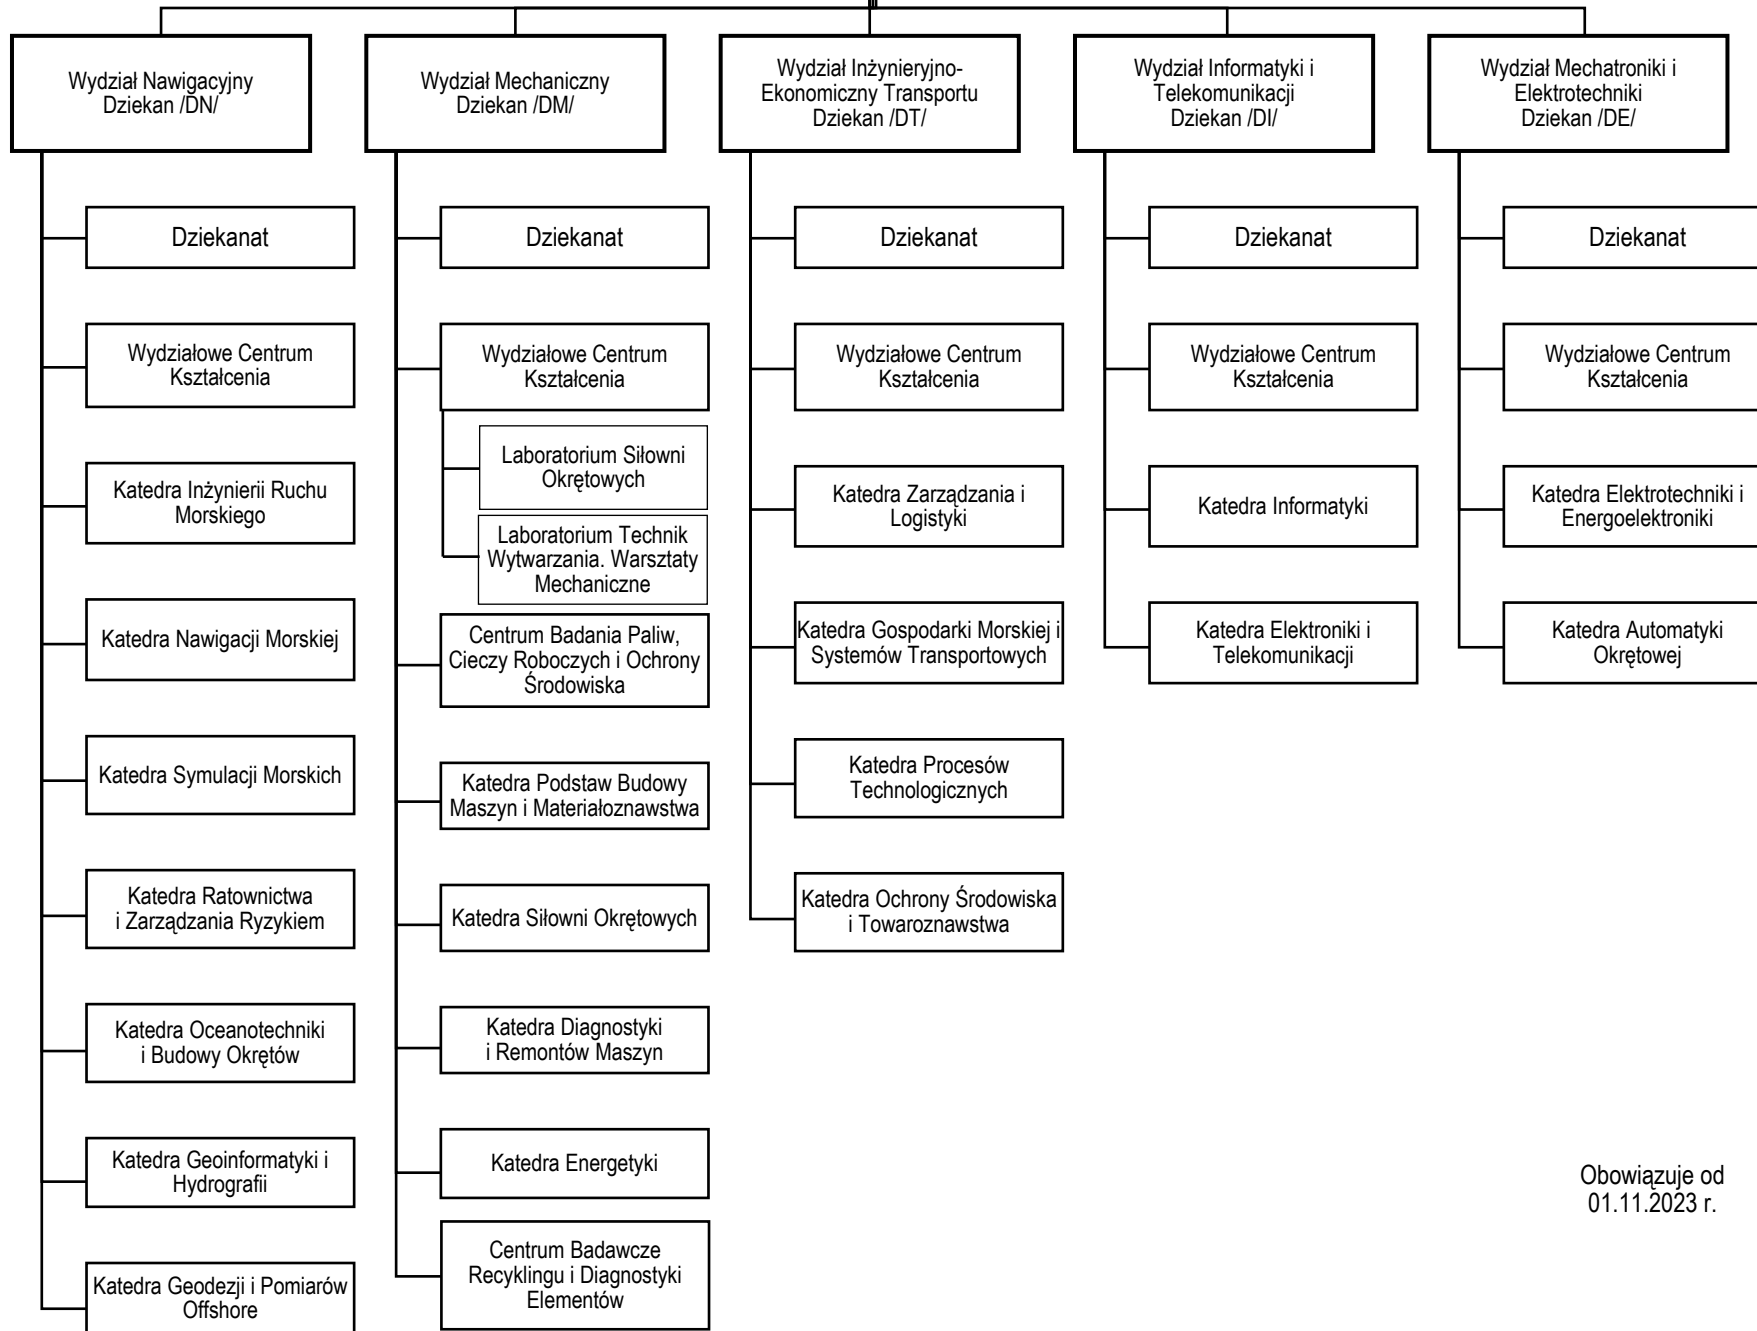 Wydział Nawigacyjny
Dziekan /DN/
Wydział Mechaniczny
Dziekan /DM/
Wydział Inżynieryjno-
Ekonomiczny Transportu
Dziekan /DT/
Wydział Informatyki i
Telekomunikacji
Dziekan /DI/
Wydział Mechatroniki i
Elektrotechniki
Dziekan /DE/
Dziekanat
Wydziałowe Centrum
Kształcenia
Katedra Inżynierii Ruchu
Morskiego
Katedra Nawigacji Morskiej
Katedra Symulacji Morskich
Katedra Ratownictwa
i Zarządzania Ryzykiem
Katedra Oceanotechniki
i Budowy Okrętów
Katedra Geoinformatyki i
Hydrografii
Katedra Geodezji i Pomiarów
Offshore
Dziekanat
Wydziałowe Centrum
Kształcenia
Laboratorium Siłowni
Okrętowych
Laboratorium Technik
Wytwarzania. Warsztaty
Mechaniczne
Centrum Badania Paliw,
Cieczy Roboczych i Ochrony
Środowiska
Katedra Podstaw Budowy
Maszyn i Materiałoznawstwa
Katedra Siłowni Okrętowych
Katedra Diagnostyki
i Remontów Maszyn
Katedra Energetyki
Centrum Badawcze
Recyklingu i Diagnostyki
Elementów
Dziekanat
Wydziałowe Centrum
Kształcenia
Katedra Zarządzania i
Logistyki
Katedra Gospodarki Morskiej i
Systemów Transportowych
Katedra Procesów
Technologicznych
Katedra Ochrony Środowiska
i Towaroznawstwa
Dziekanat
Wydziałowe Centrum
Kształcenia
Katedra Informatyki
Katedra Elektroniki i
Telekomunikacji
Dziekanat
Wydziałowe Centrum
Kształcenia
Katedra Elektrotechniki i
Energoelektroniki
Katedra Automatyki
Okrętowej
Obowiązuje od
01.11.2023 r.